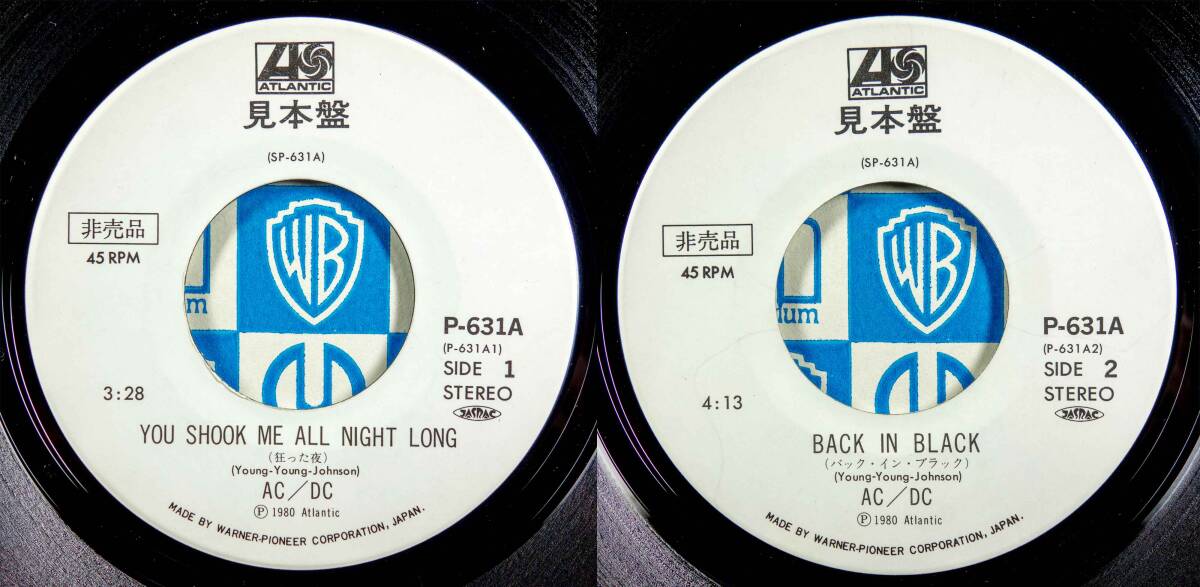 ATLANTIC
見本盤
(SP-631A)
非売品
45 RPM
WB
m
P-631A
(P-631A1)
SIDE 1
3:28
STEREO
JASRAC
YOU SHOOK ME ALL NIGHT LONG
(狂った夜)
(Young-Young-Johnson)
AC/DC
Ⓟ 1980 Atlantic
MADE BY WARNER-PIONEER CORPORATION, JAPAN.
ATLANTIC
見本盤
(SP-631A)
非売品
45 RPM
WB
dum
P-631A
(P-631A2)
SIDE 2
4:13
STEREO
JASRAC
BACK IN BLACK
(バック・イン・ブラック)
(Young-Young-Johnson)
AC/DC
Ⓟ 1980 Atlantic
MADE BY WARNER-PIONEER CORPORATION, JAPAN.